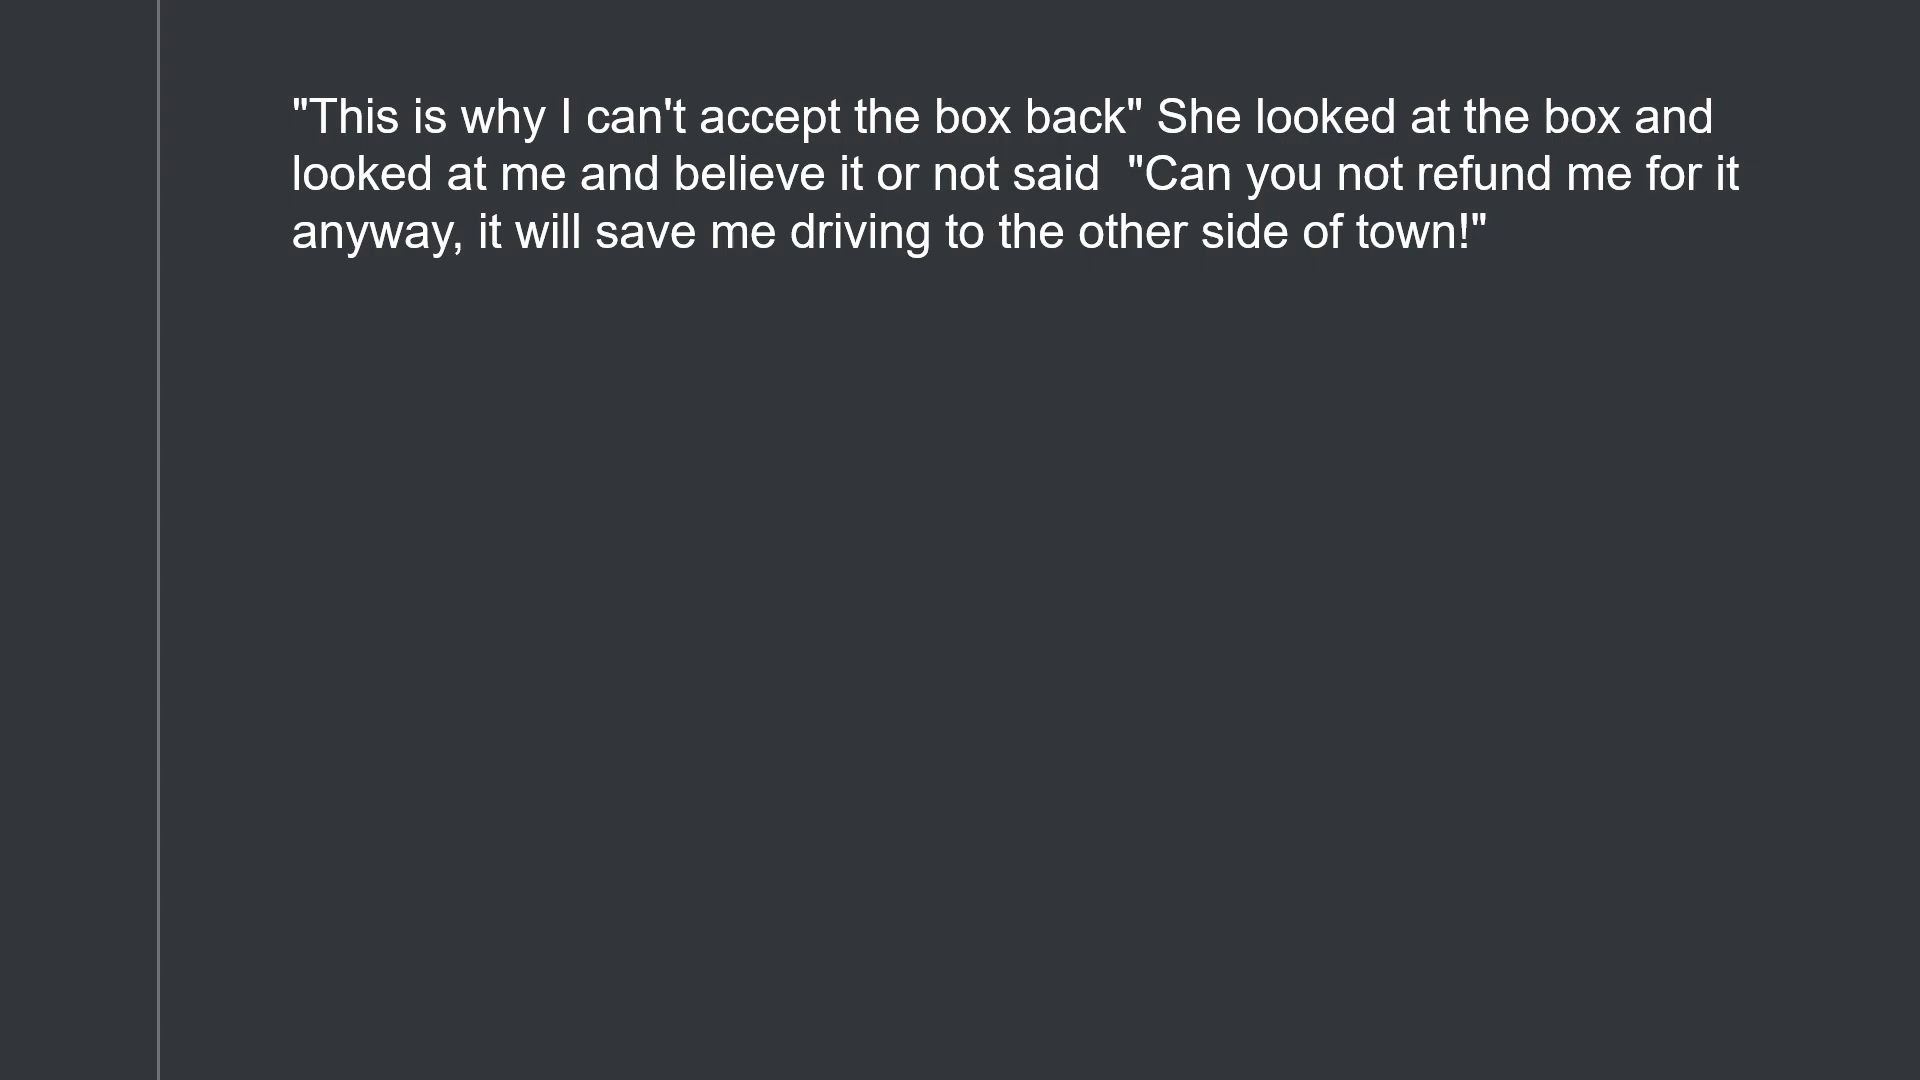 "This is why I can't accept the box back" She looked at the box and
looked at me and believe it or not said  "Can you not refund me for it
anyway, it will save me driving to the other side of town!"